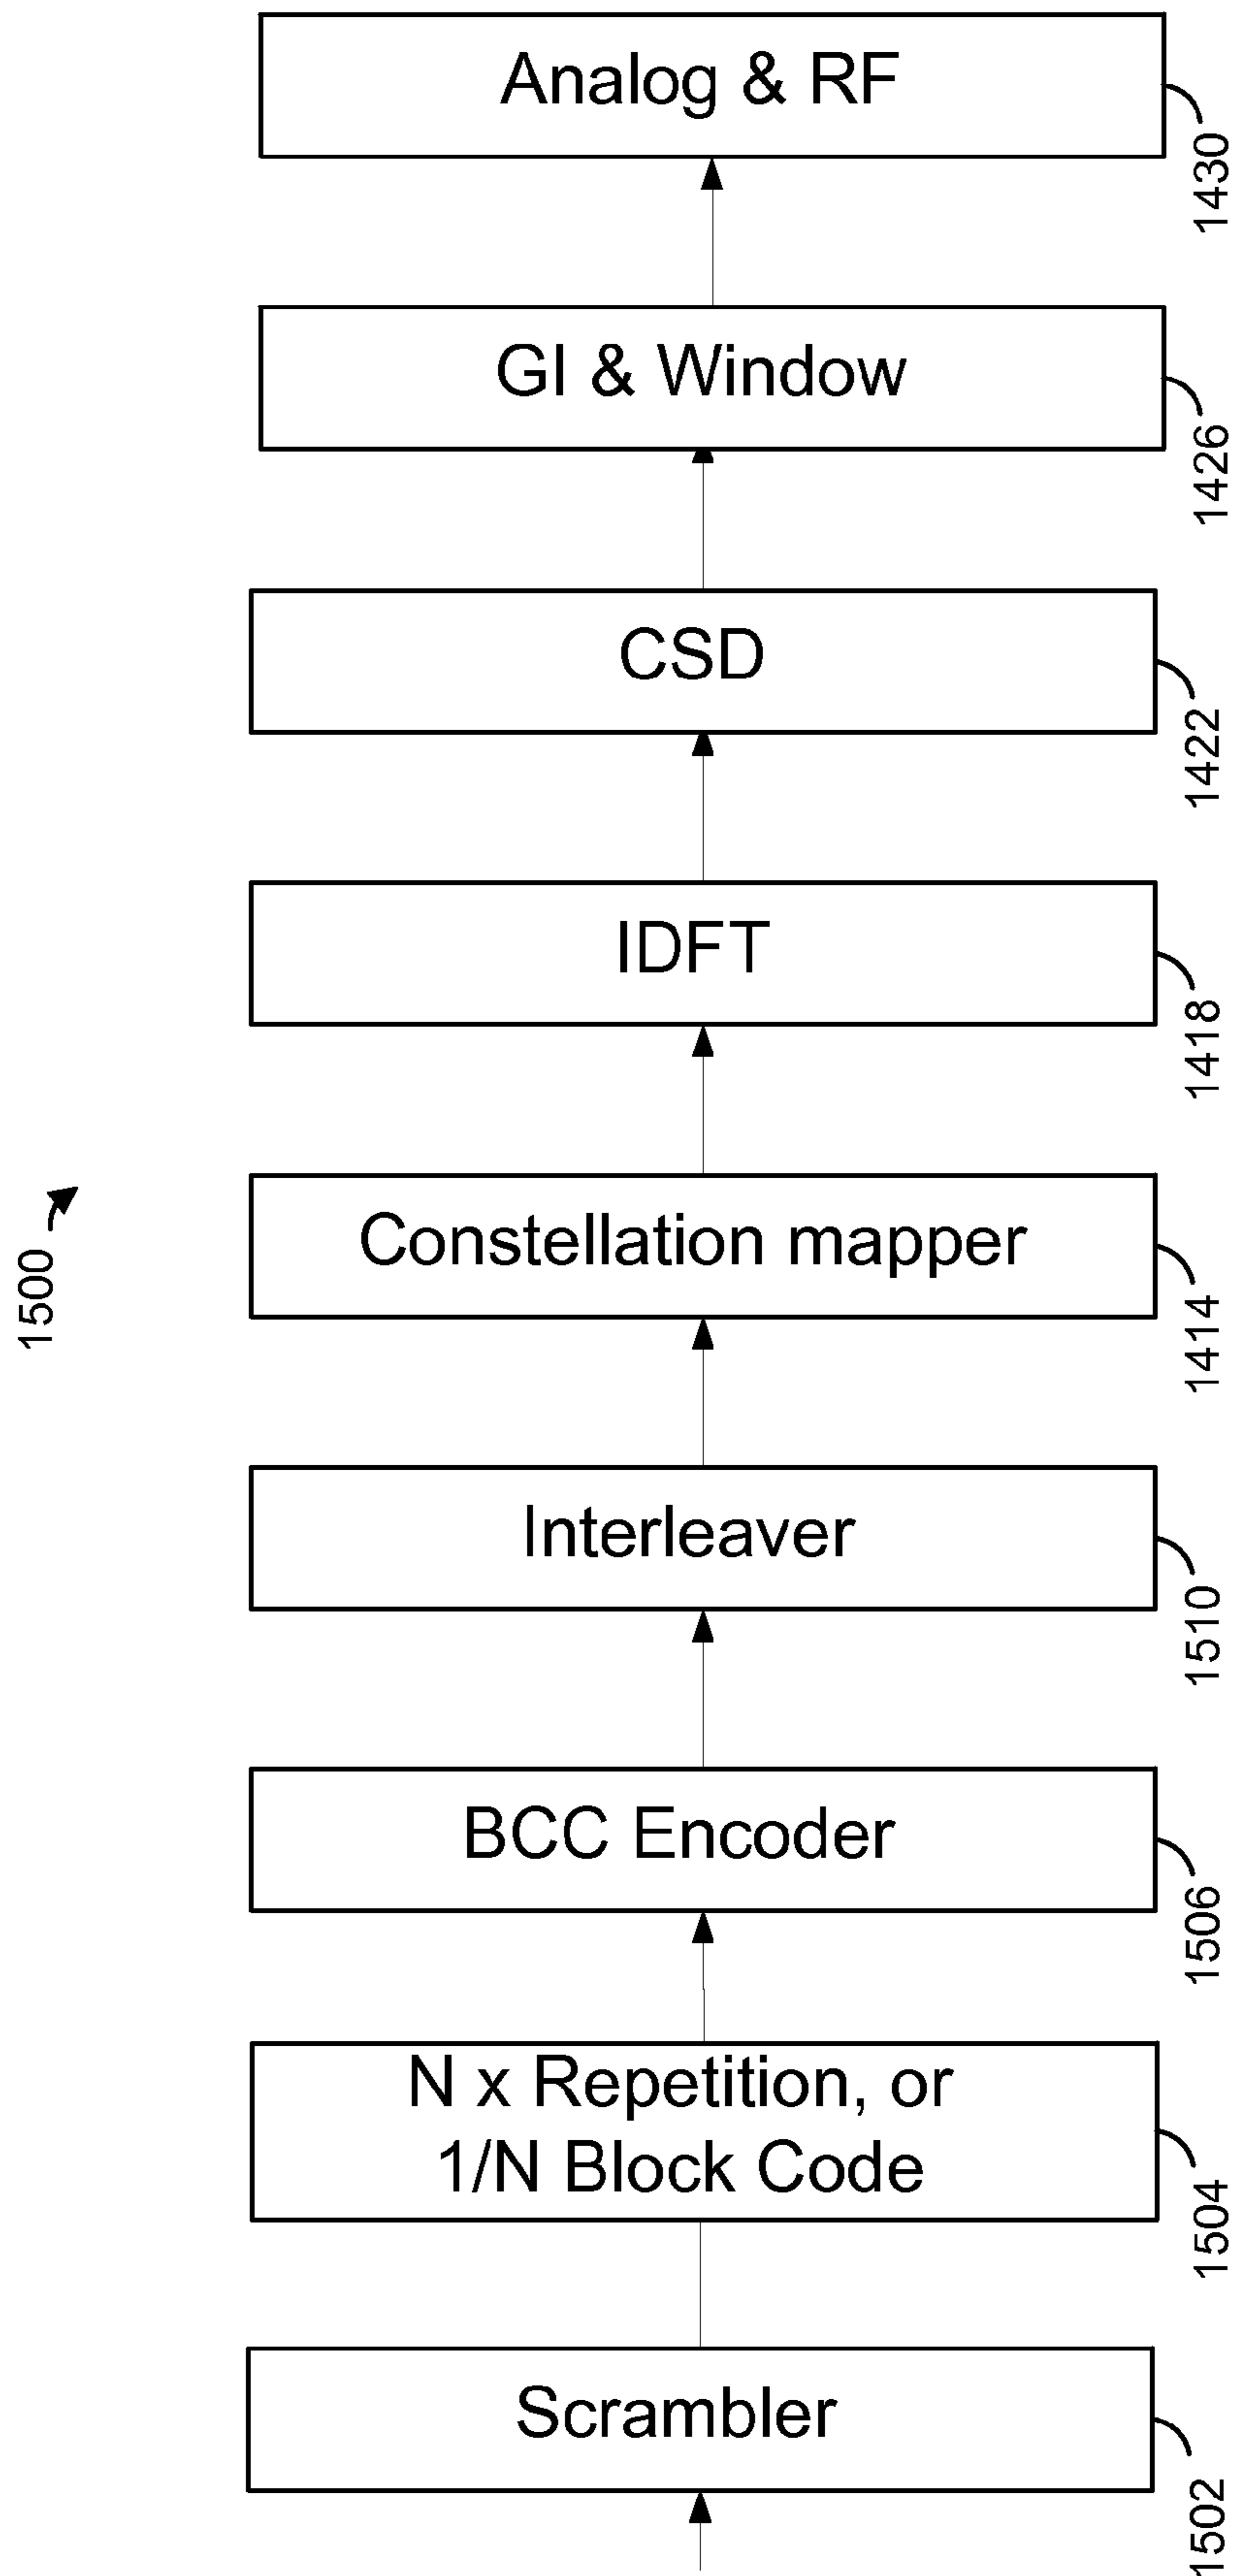 Analog & RF
1430
GI & Window
1426
CSD
1422
IDFT
1418
1500
Constellation mapper
1414
Interleaver
1510
BCC Encoder
1506
N x Repetition, or
1/N Block Code
1504
Scrambler
1502